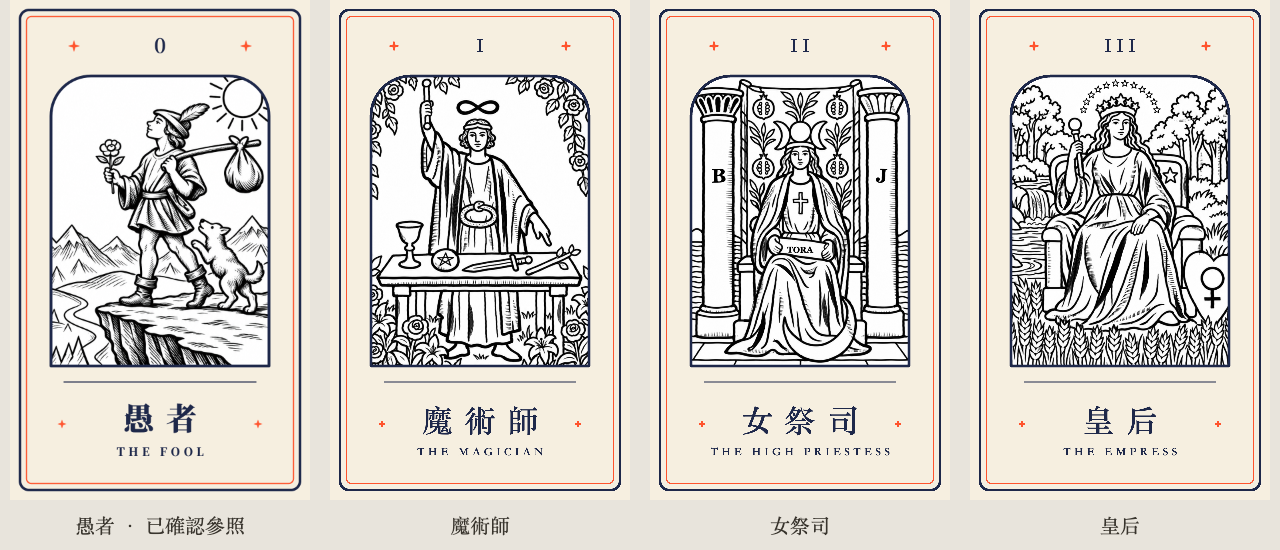 0
愚者
THE FOOL
愚者 · 已確認參照
I
魔術師
THE MAGICIAN
魔術師
II
B
J
TORA
女祭司
THE HIGH PRIESTESS
女祭司
III
皇后
THE EMPRESS
皇后